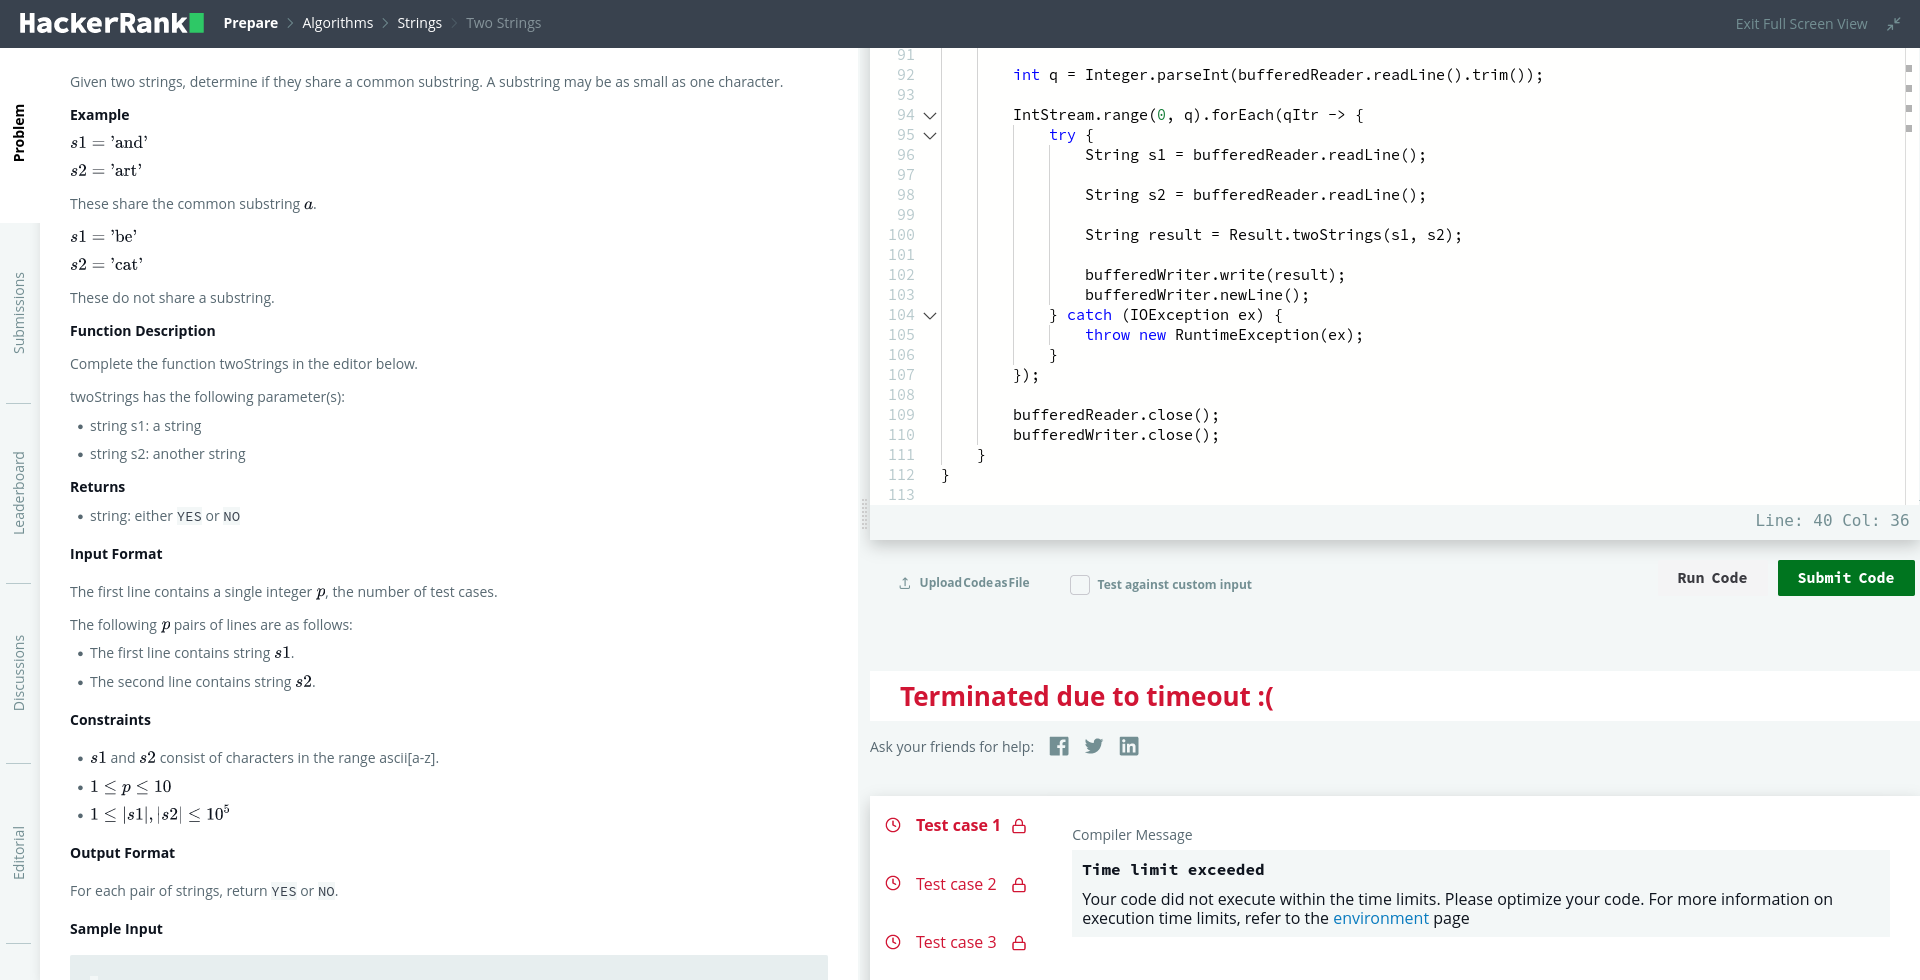 HackerRank Prepare > Algorithms > Strings > Two Strings Exit Full Screen View
Problem
Submissions
Leaderboard
Discussions
Editorial
Given two strings, determine if they share a common substring. A substring may be as small as one character.
Example
s1 = 'and'
s2 = 'art'
These share the common substring a.
s1 = 'be'
s2 = 'cat'
These do not share a substring.
Function Description
Complete the function twoStrings in the editor below.
twoStrings has the following parameter(s):
• string s1: a string
• string s2: another string
Returns
• string: either YES or NO
Input Format
The first line contains a single integer p, the number of test cases.
The following p pairs of lines are as follows:
• The first line contains string s1.
• The second line contains string s2.
Constraints
• s1 and s2 consist of characters in the range ascii[a-z].
• 1 ≤ p ≤ 10
• 1 ≤ |s1|, |s2| ≤ 10⁵
Output Format
For each pair of strings, return YES or NO.
Sample Input
91
92 int q = Integer.parseInt(bufferedReader.readLine().trim());
93
94 IntStream.range(0, q).forEach(qItr -> {
95 try {
96 String s1 = bufferedReader.readLine();
97
98 String s2 = bufferedReader.readLine();
99
100 String result = Result.twoStrings(s1, s2);
101
102 bufferedWriter.write(result);
103 bufferedWriter.newLine();
104 } catch (IOException ex) {
105 throw new RuntimeException(ex);
106 }
107 });
108
109 bufferedReader.close();
110 bufferedWriter.close();
111 }
112 }
113
Line: 40 Col: 36
Upload Code as File Test against custom input Run Code Submit Code
Terminated due to timeout :(
Ask your friends for help:
Test case 1
Test case 2
Test case 3
Compiler Message
Time limit exceeded
Your code did not execute within the time limits. Please optimize your code. For more information on
execution time limits, refer to the environment page